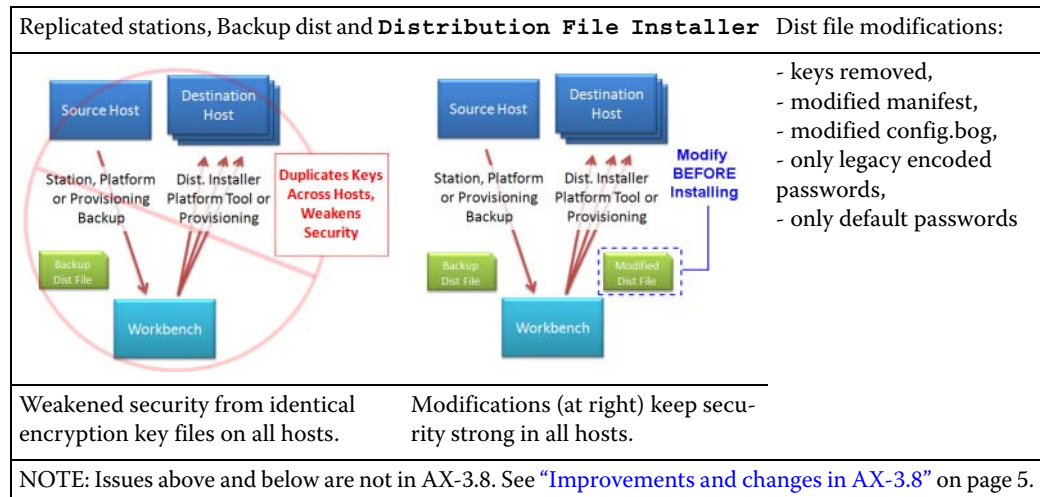 Replicated stations, Backup dist and Distribution File Installer
Dist file modifications:
Source Host
Destination
Host
Station, Platform
or Provisioning
Backup
Dist. Installer
Platform Tool or
Provisioning
Duplicates Keys
Across Hosts,
Weakens
Security
Backup
Dist File
Workbench
Source Host
Destination
Host
Station, Platform
or Provisioning
Backup
Dist. Installer
Platform Tool or
Provisioning
Modify
BEFORE
Installing
Backup
Dist File
Modified
Dist File
Workbench
- keys removed,
- modified manifest,
- modified config.bog,
- only legacy encoded
passwords,
- only default passwords
Weakened security from identical
encryption key files on all hosts.
Modifications (at right) keep secu-
rity strong in all hosts.
NOTE: Issues above and below are not in AX-3.8. See “Improvements and changes in AX-3.8” on page 5.